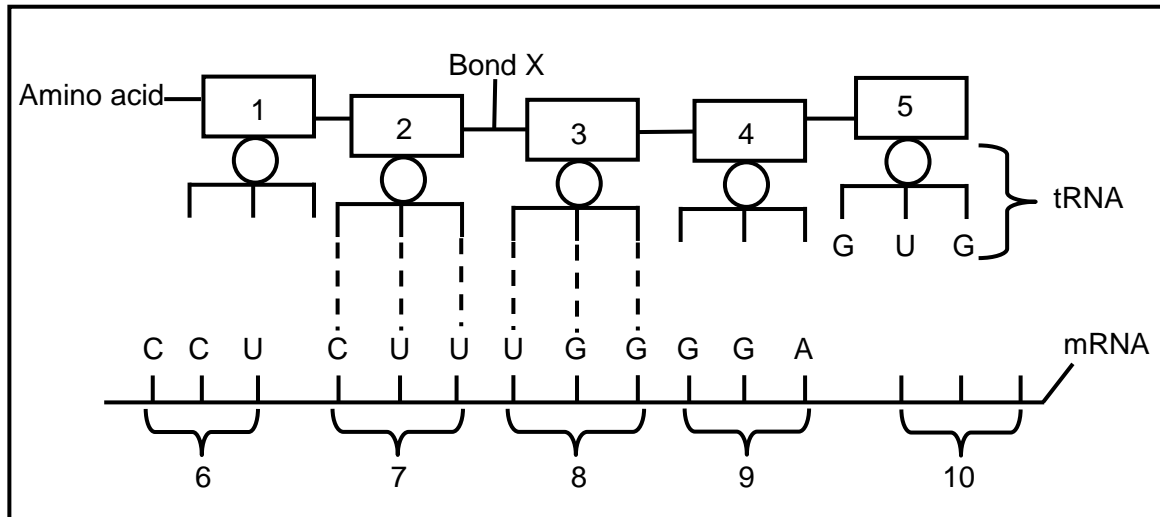 Bond X
Amino acid
1
2
3
4
5
tRNA
G U G
C C U C U U U G G G G A
mRNA
6 7 8 9 10